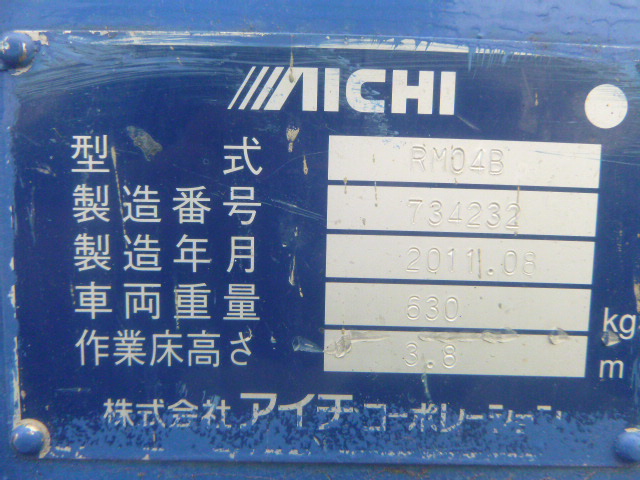 AICHI
型式 RM04B
製造番号 734232
製造年月 2011.08
車両重量 630 kg
作業床高さ 3.8 m
株式会社 アイチコーポレーション